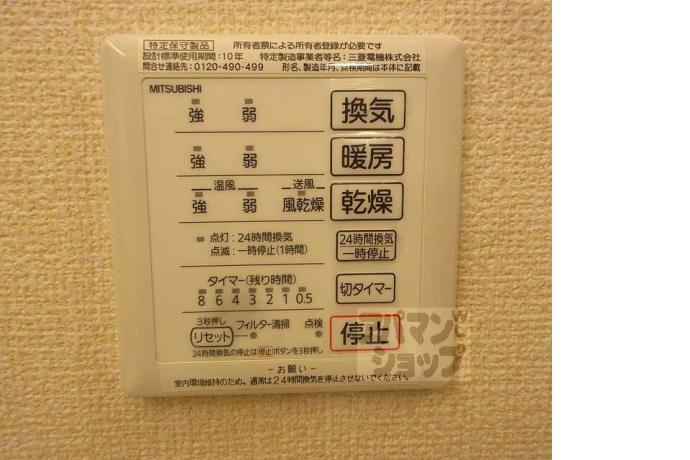 特定保守製品 所有者票による所有者登録が必要です
設計標準使用期間:10年 特定製造事業者等名:三菱電機株式会社
問合せ連絡先:0120-490-499 形名、製造年月、点検期間は本体に記載
MITSUBISHI
強 弱 換気
強 弱 暖房
温風 送風
強 弱 風乾燥 乾燥
点灯:24時間換気
点滅:一時停止(1時間)
24時間換気
一時停止
タイマー(残り時間)
8 6 4 3 2 1 0.5
切タイマー
3秒押し
リセット フィルター清掃 点検
停止
24時間換気の停止は停止ボタンを3秒押し
アパマン
ショップ
－お願い－
室内環境維持のため、通常は24時間換気を停止させないでください。